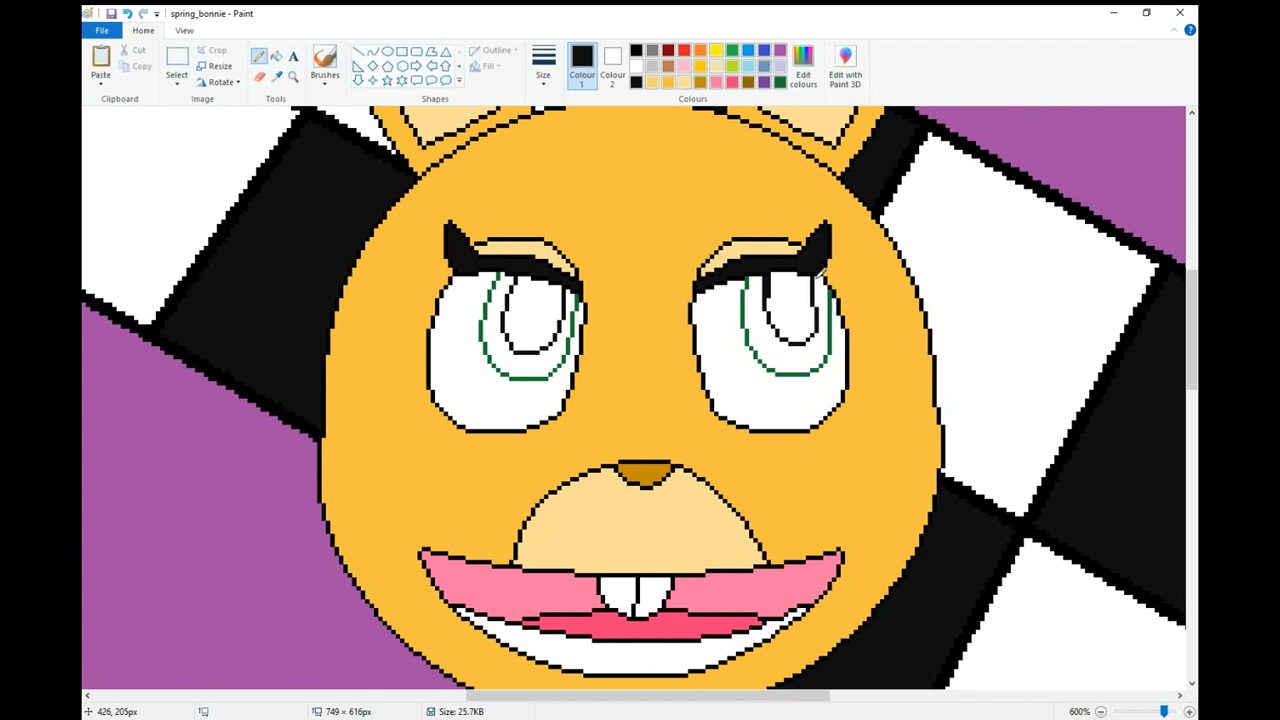 spring_bonnie - Paint
File Home View
Paste Cut Copy Select Crop Resize Rotate A Brushes Outline Fill Size Colour 1 Colour 2 Edit colours Edit with Paint 3D
Clipboard Image Tools Shapes Colours
426, 205px 749 × 616px Size: 25.7KB 600%